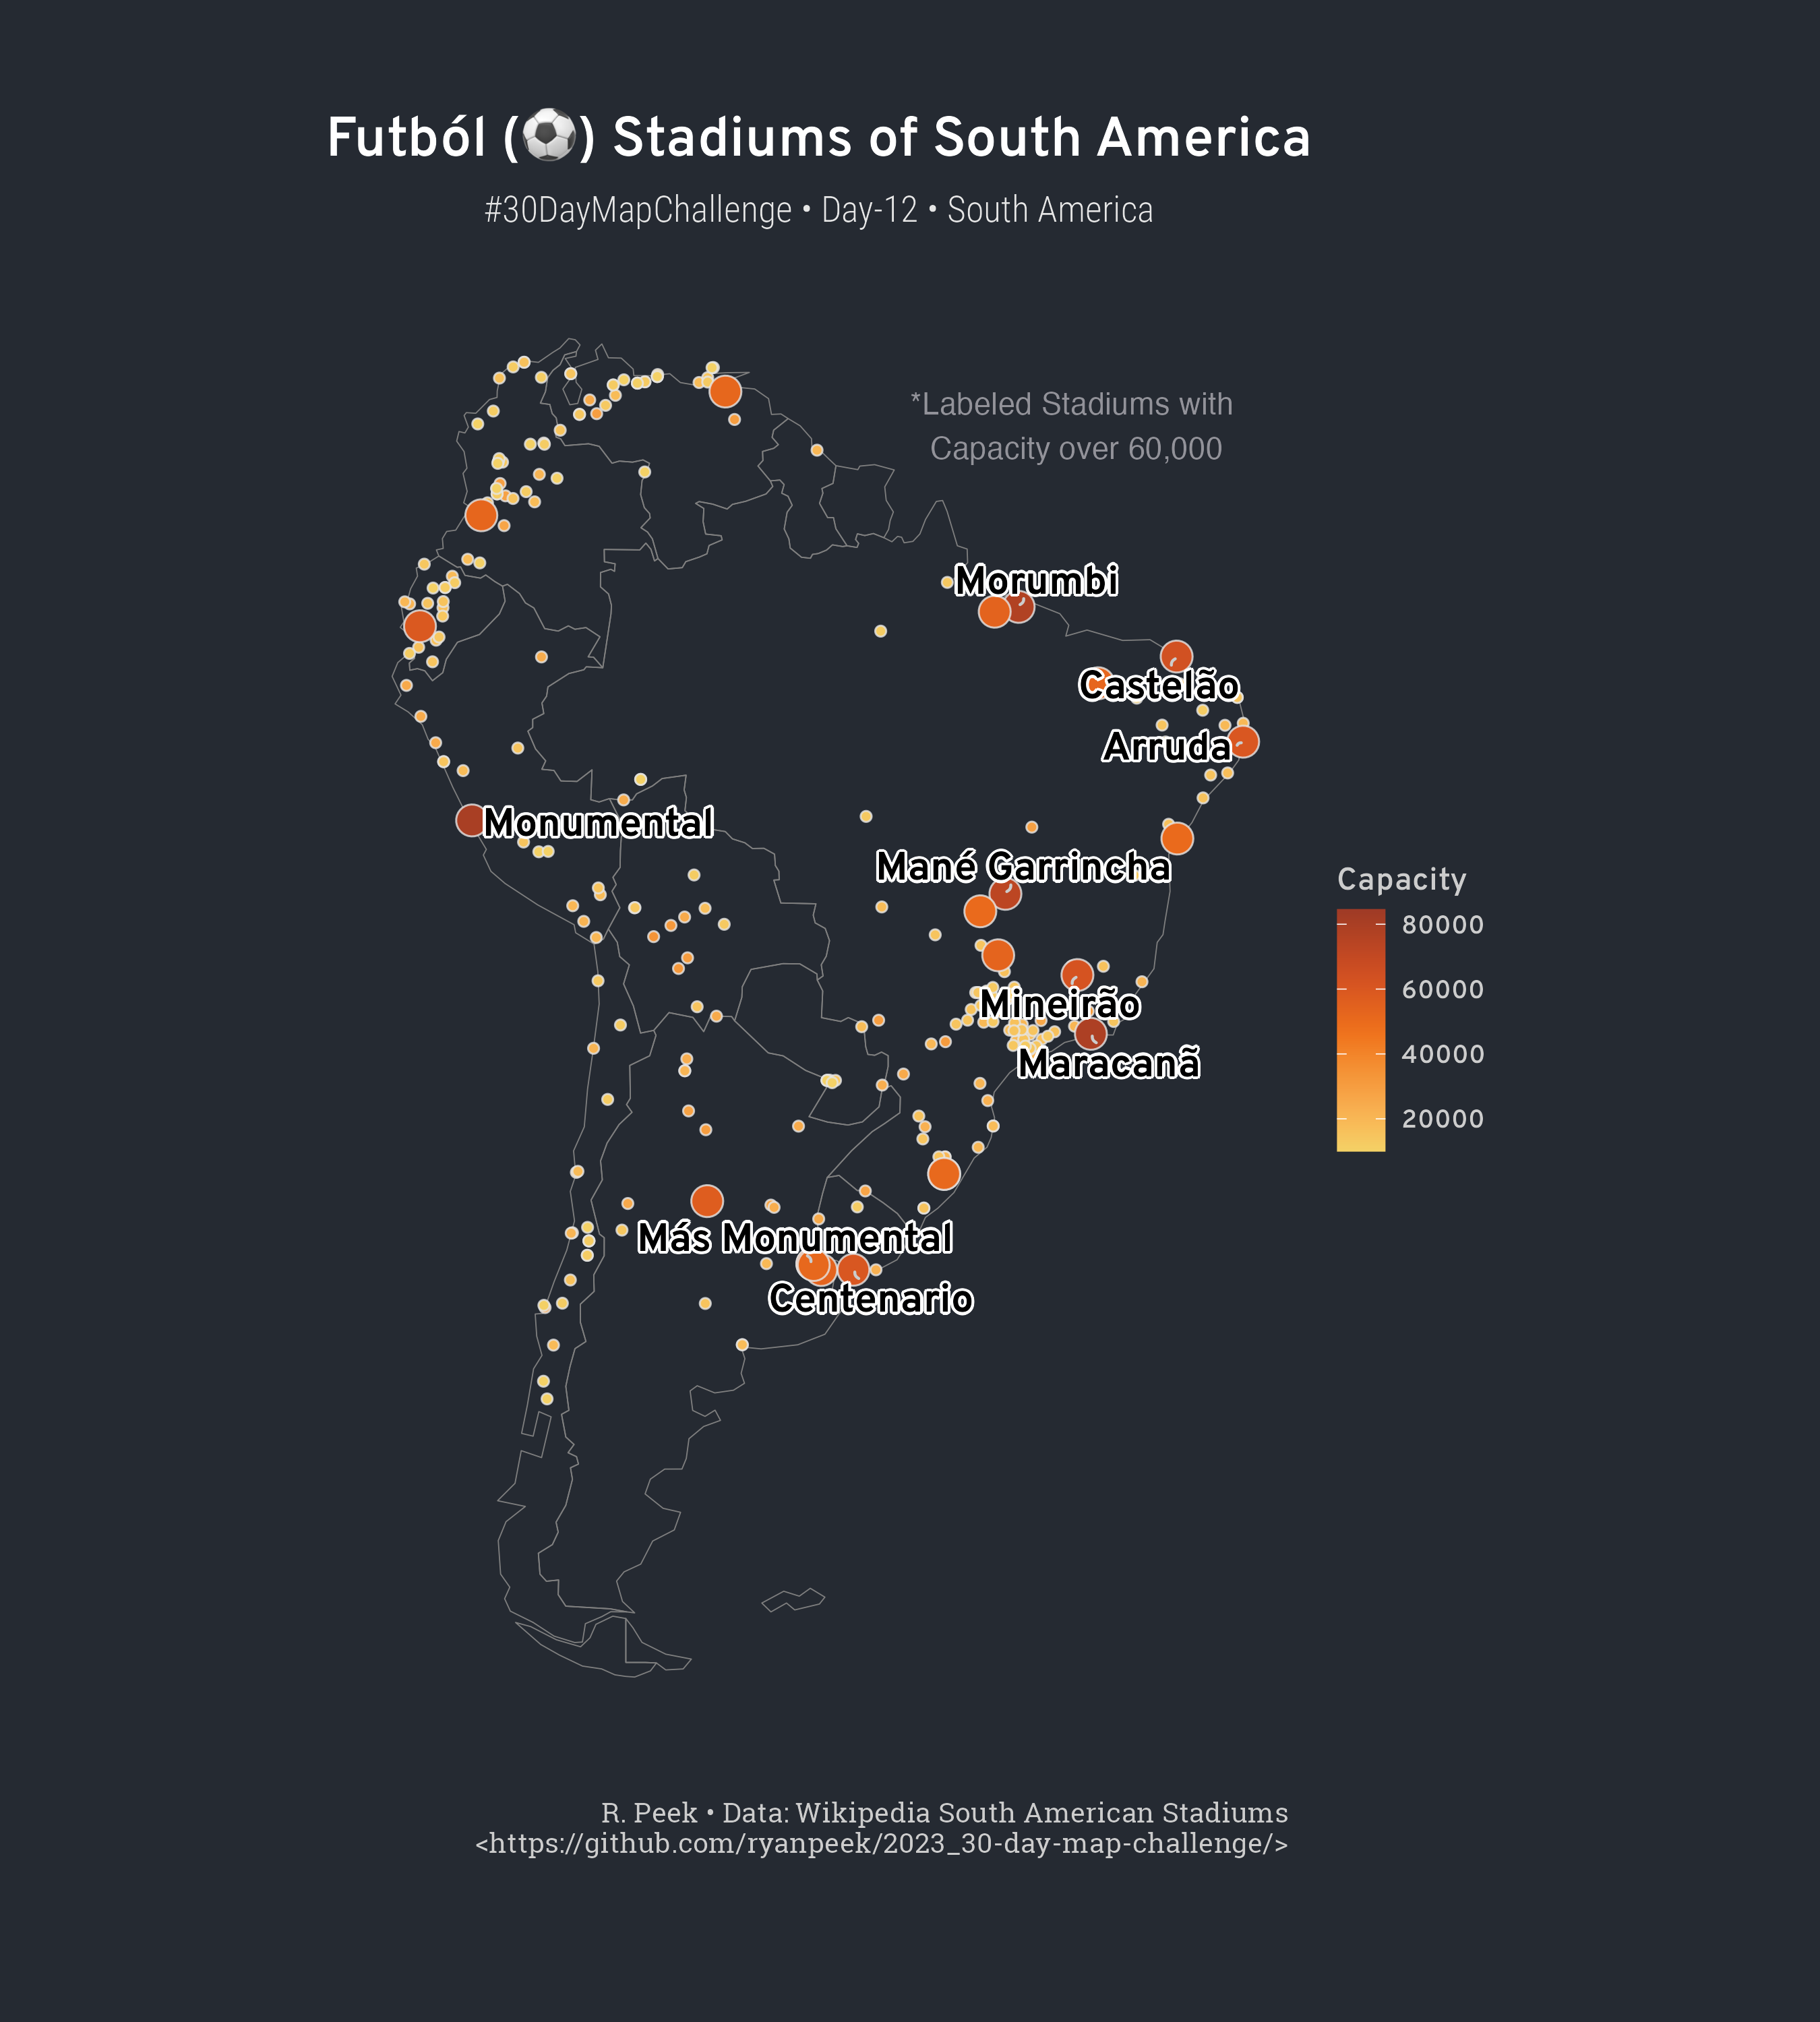 Futból (⚽) Stadiums of South America
#30DayMapChallenge • Day-12 • South America
*Labeled Stadiums with
Capacity over 60,000
Morumbi
Castelão
Arruda
Monumental
Mané Garrincha
Mineirão
Maracanã
Más Monumental
Centenario
Capacity
80000
60000
40000
20000
R. Peek • Data: Wikipedia South American Stadiums
<https://github.com/ryanpeek/2023_30-day-map-challenge/>